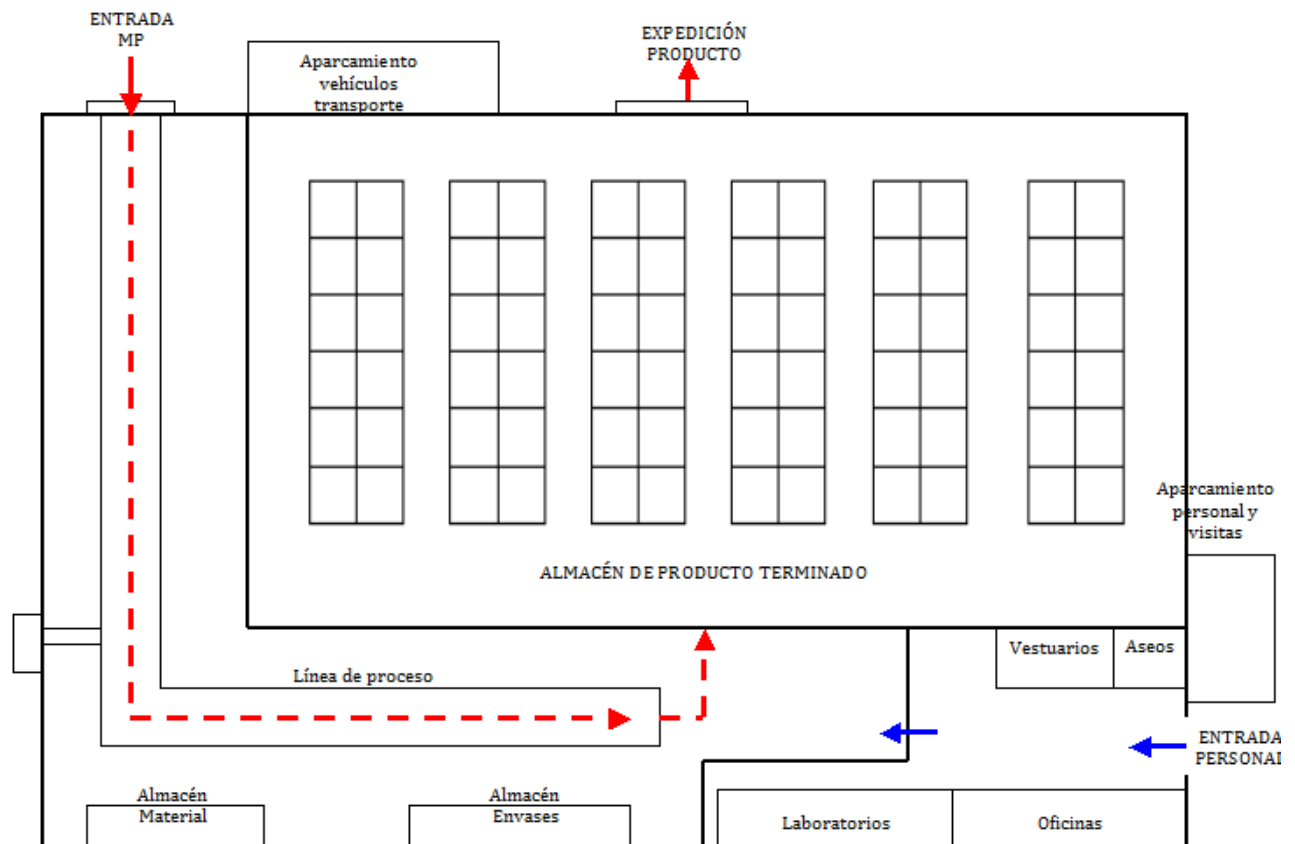 ENTRADA
MP
Aparcamiento
vehículos
transporte
EXPEDICIÓN
PRODUCTO
Aparcamiento
personal y
visitas
ALMACÉN DE PRODUCTO TERMINADO
Vestuarios
Aseos
Línea de proceso
ENTRADA
PERSONAL
Almacén
Material
Almacén
Envases
Laboratorios
Oficinas